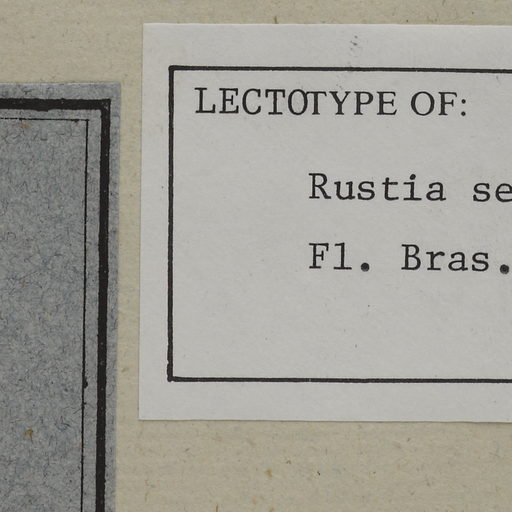 LECTOTYPE OF:
Rustia se
Fl. Bras.